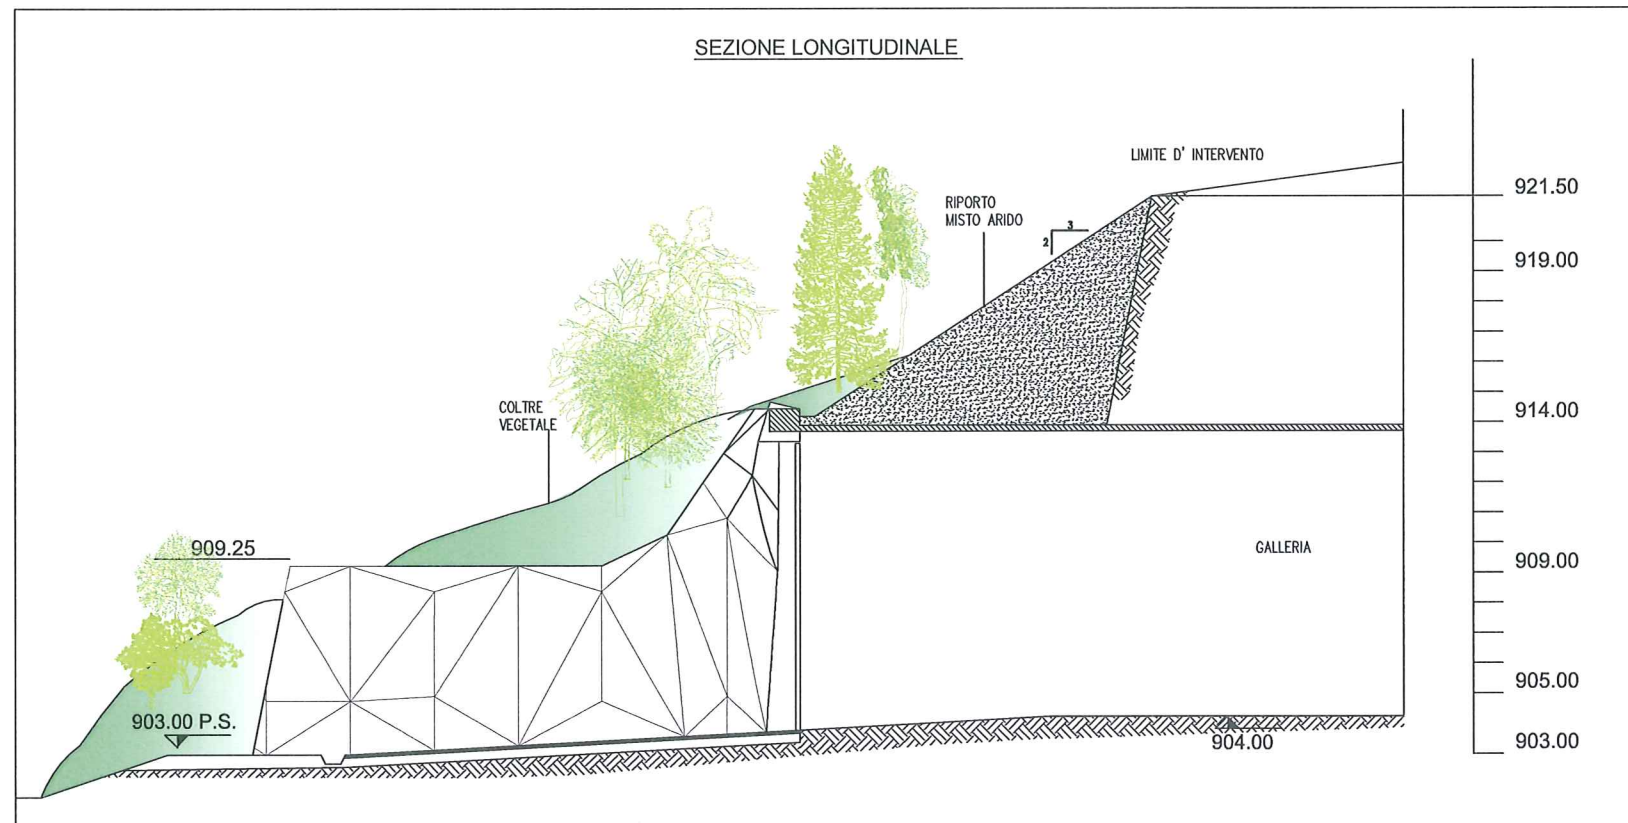 SEZIONE LONGITUDINALE
LIMITE D' INTERVENTO
921.50
RIPORTO
MISTO ARIDO
3
2
919.00
COLTRE
VEGETALE
914.00
909.25
GALLERIA
909.00
905.00
903.00 P.S.
904.00
903.00